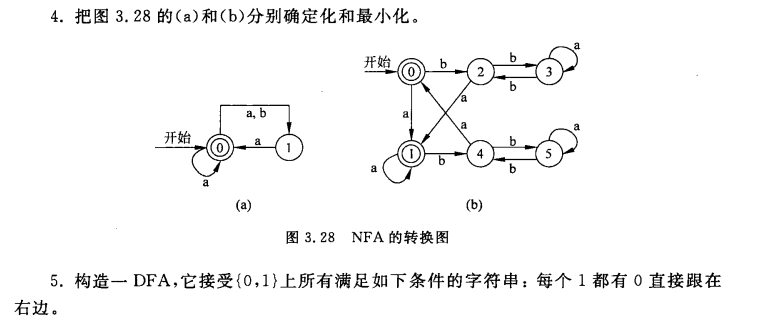 4. 把图 3.28 的(a)和(b)分别确定化和最小化。
开始 0 b 2 b b 3 a
a, b a a a
开始 0 a 1 a
a 1 b 4 b b 5 a
a
(a) (b)
图 3.28 NFA 的转换图
5. 构造一 DFA,它接受{0,1}上所有满足如下条件的字符串：每个 1 都有 0 直接跟在
右边。